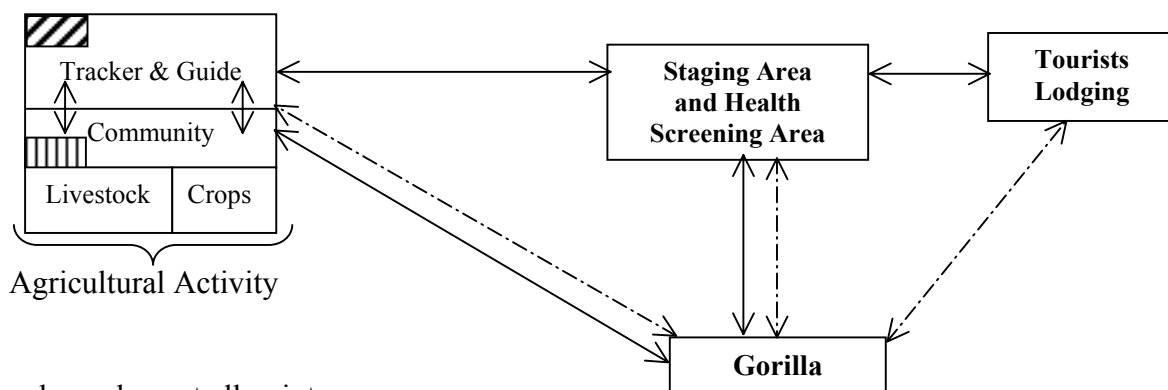 Tracker & Guide
Community
Livestock Crops
Agricultural Activity
Staging Area
and Health
Screening Area
Tourists
Lodging
Gorilla